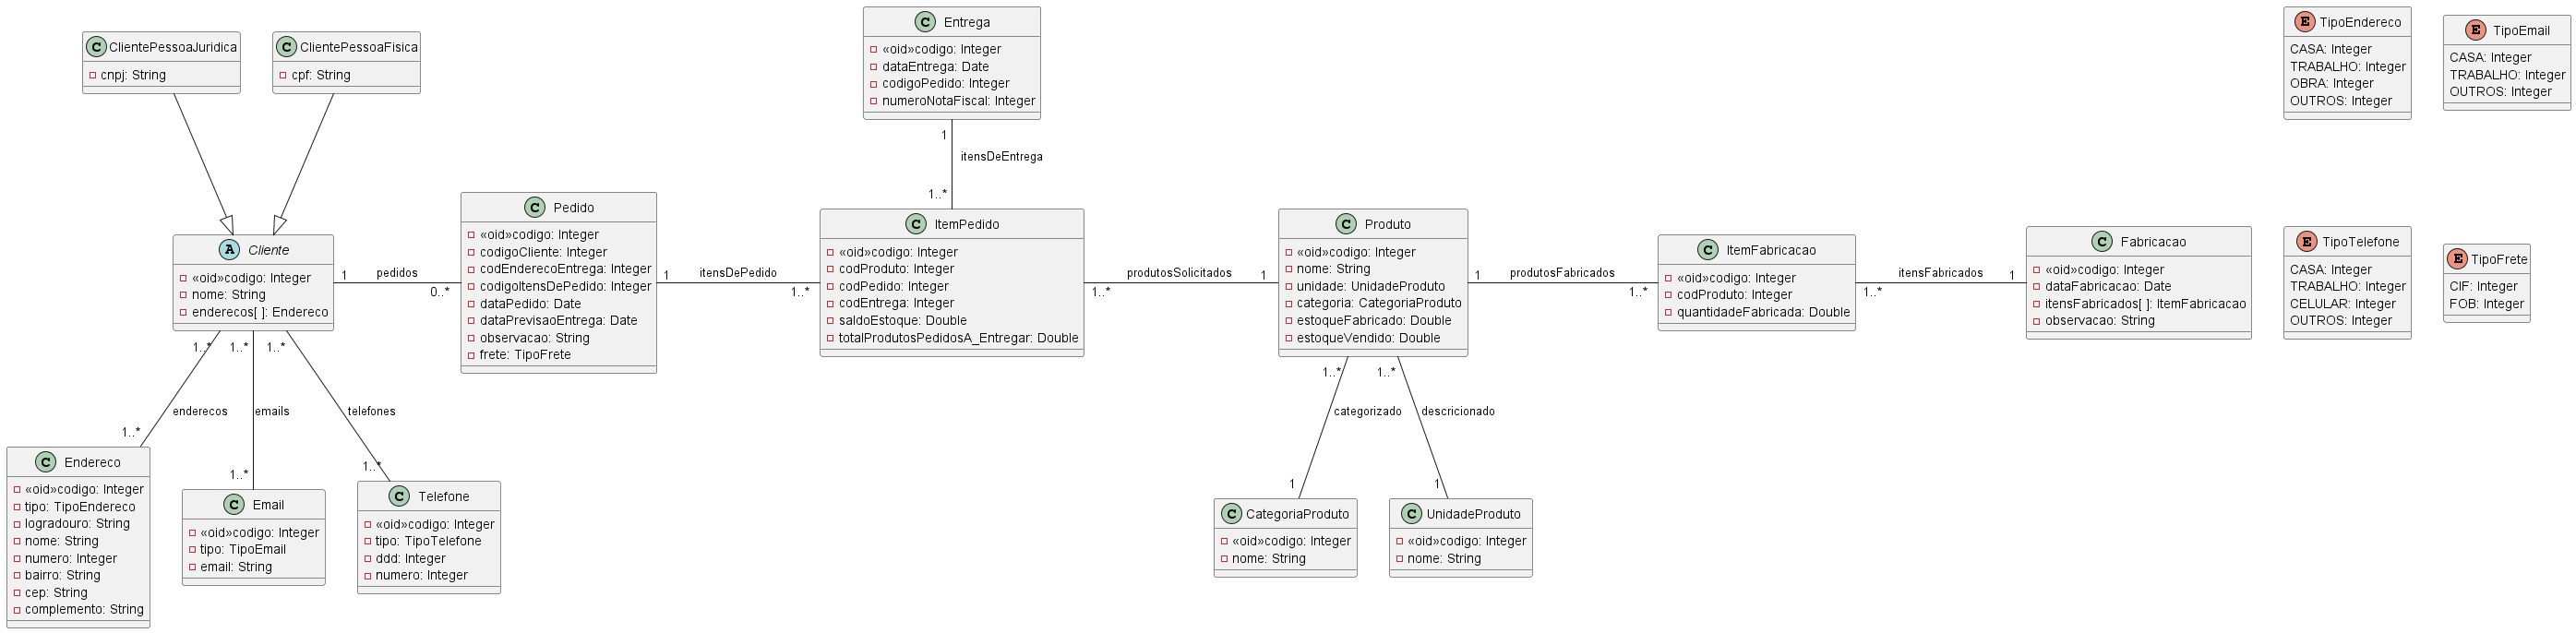 C ClientePessoaJuridica
cnpj: String
C ClientePessoaFisica
cpf: String
C Entrega
«oid»codigo: Integer
dataEntrega: Date
codigoPedido: Integer
numeroNotaFiscal: Integer
E TipoEndereco
CASA: Integer
TRABALHO: Integer
OBRA: Integer
OUTROS: Integer
E TipoEmail
CASA: Integer
TRABALHO: Integer
OUTROS: Integer
1
itensDeEntrega
1..*
A Cliente
«oid»codigo: Integer
nome: String
enderecos[ ]: Endereco
1
pedidos
0..*
C Pedido
«oid»codigo: Integer
codigoCliente: Integer
codEnderecoEntrega: Integer
codigoItensDePedido: Integer
dataPedido: Date
dataPrevisaoEntrega: Date
observacao: String
frete: TipoFrete
1
itensDePedido
1..*
C ItemPedido
«oid»codigo: Integer
codProduto: Integer
codPedido: Integer
codEntrega: Integer
saldoEstoque: Double
totalProdutosPedidosA_Entregar: Double
1..*
produtosSolicitados
1
C Produto
«oid»codigo: Integer
nome: String
unidade: UnidadeProduto
categoria: CategoriaProduto
estoqueFabricado: Double
estoqueVendido: Double
1
produtosFabricados
1..*
C ItemFabricacao
«oid»codigo: Integer
codProduto: Integer
quantidadeFabricada: Double
1..*
itensFabricados
1
C Fabricacao
«oid»codigo: Integer
dataFabricacao: Date
itensFabricados[ ]: ItemFabricacao
observacao: String
E TipoTelefone
CASA: Integer
TRABALHO: Integer
CELULAR: Integer
OUTROS: Integer
E TipoFrete
CIF: Integer
FOB: Integer
1..* 1..* 1..*
enderecos emails telefones
1..* 1..* 1..*
1..* 1..*
categorizado descricionado
1 1
C Endereco
«oid»codigo: Integer
tipo: TipoEndereco
logradouro: String
nome: String
numero: Integer
bairro: String
cep: String
complemento: String
C Email
«oid»codigo: Integer
tipo: TipoEmail
email: String
C Telefone
«oid»codigo: Integer
tipo: TipoTelefone
ddd: Integer
numero: Integer
C CategoriaProduto
«oid»codigo: Integer
nome: String
C UnidadeProduto
«oid»codigo: Integer
nome: String